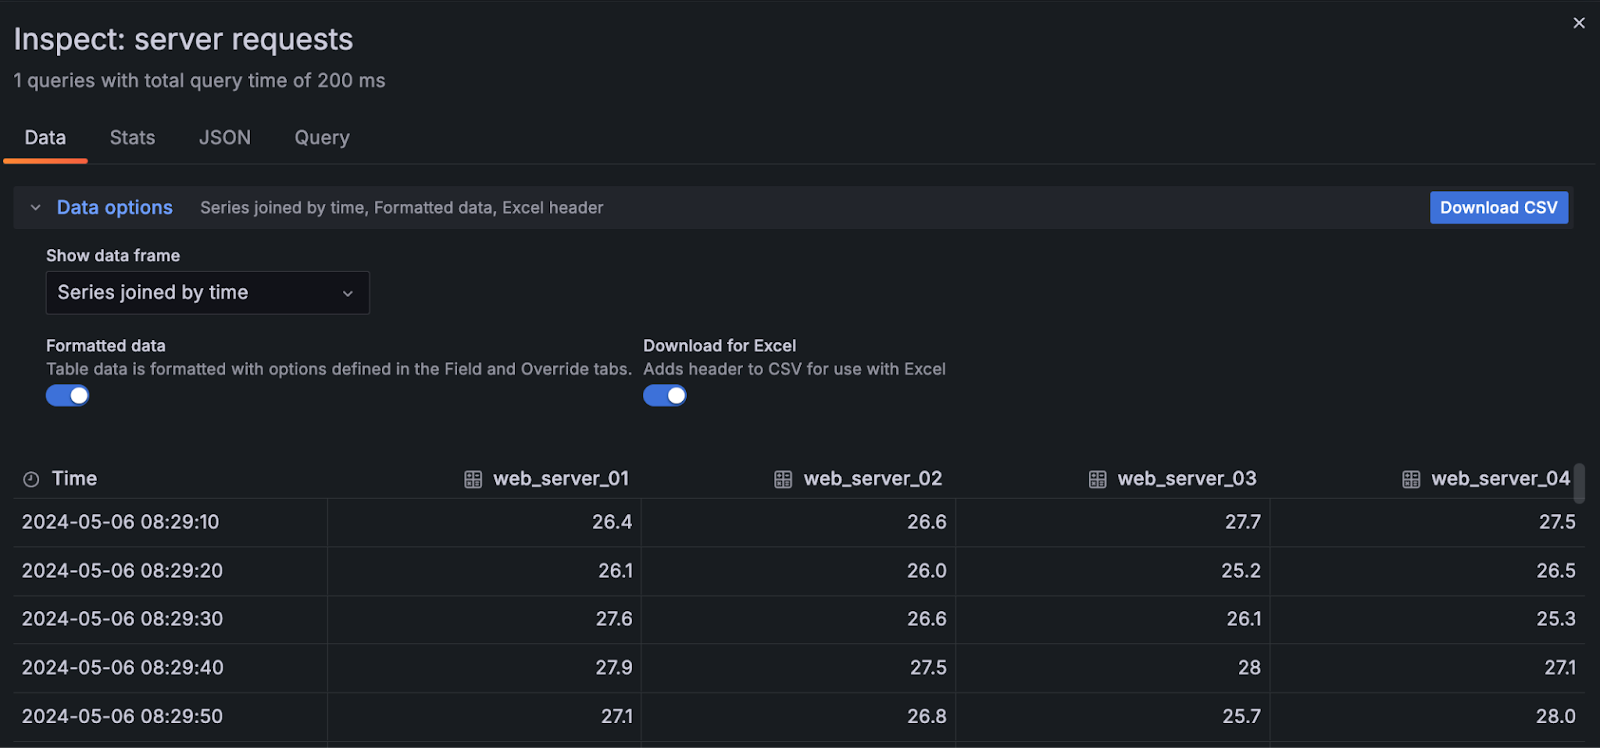 Inspect: server requests
1 queries with total query time of 200 ms
Data Stats JSON Query
Data options Series joined by time, Formatted data, Excel header Download CSV
Show data frame
Series joined by time
Formatted data Download for Excel
Table data is formatted with options defined in the Field and Override tabs. Adds header to CSV for use with Excel
Time web_server_01 web_server_02 web_server_03 web_server_04
2024-05-06 08:29:10 26.4 26.6 27.7 27.5
2024-05-06 08:29:20 26.1 26.0 25.2 26.5
2024-05-06 08:29:30 27.6 26.6 26.1 25.3
2024-05-06 08:29:40 27.9 27.5 28 27.1
2024-05-06 08:29:50 27.1 26.8 25.7 28.0